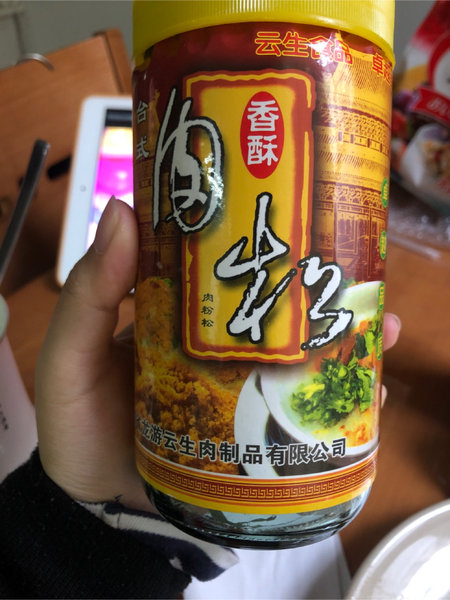 云生食品
台式
香酥
肉松
肉粉松
龙游云生肉制品有限公司